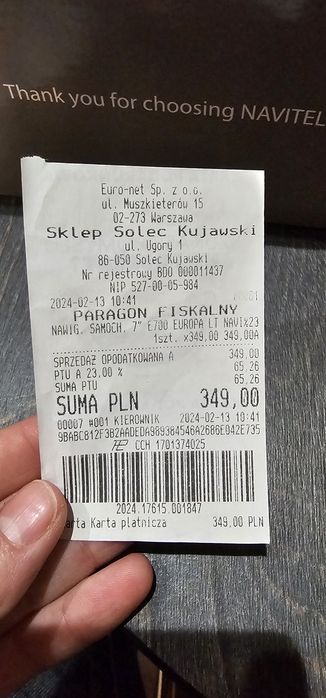 Thank you for choosing NAVITEL
Euro-net Sp. z o.o.
ul. Muszkieterów 15
02-273 Warszawa
Sklep Solec Kujawski
ul. Ugory 1
86-050 Solec Kujawski
Nr rejestrowy BDO 000011437
NIP 527-00-05-984
2024-02-13 10:41
PARAGON FISKALNY
NAWIG. SAMOCH. 7" E700 EUROPA LT NAVI%23
1szt. x349,00 349,00A
SPRZEDAŻ OPODATKOWANA A 349,00
PTU A 23,00 % 65,26
SUMA PTU 65,26
SUMA PLN 349,00
00007 #001 KIEROWNIK 2024-02-13 10:41
CCH 1701374025
2024.17615.001847
Karta Karta płatnicza 349,00 PLN